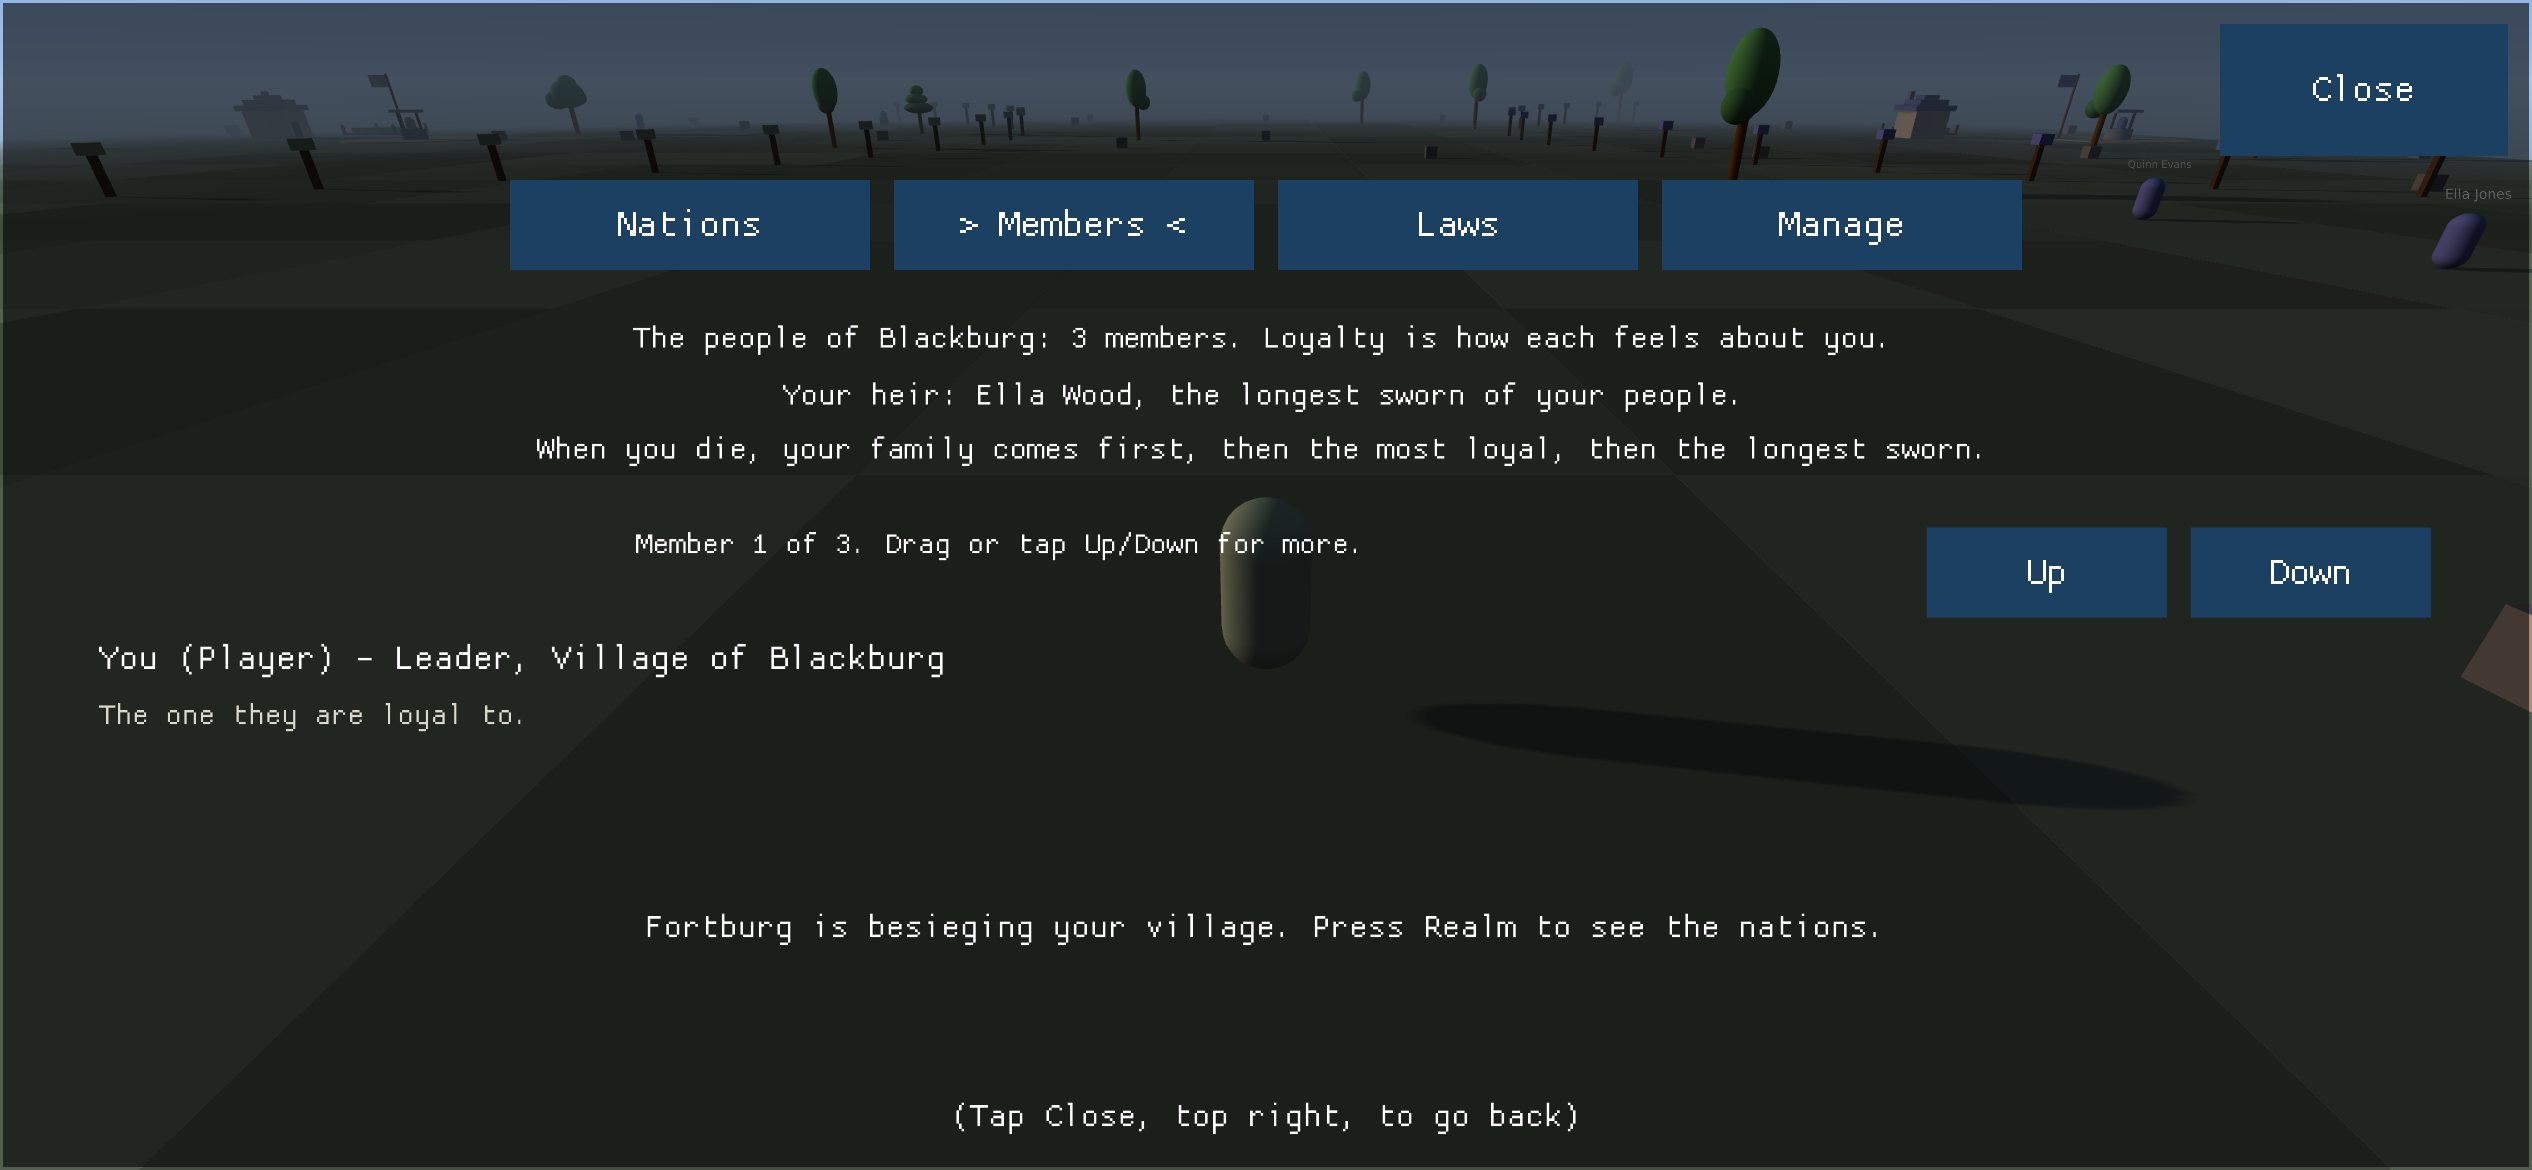 Close
Quinn Evans
Ella Jones
Nations
> Members <
Laws
Manage
The people of Blackburg: 3 members. Loyalty is how each feels about you.
Your heir: Ella Wood, the longest sworn of your people.
When you die, your family comes first, then the most loyal, then the longest sworn.
Member 1 of 3. Drag or tap Up/Down for more.
Up
Down
You (Player) - Leader, Village of Blackburg
The one they are loyal to.
Fortburg is besieging your village. Press Realm to see the nations.
(Tap Close, top right, to go back)